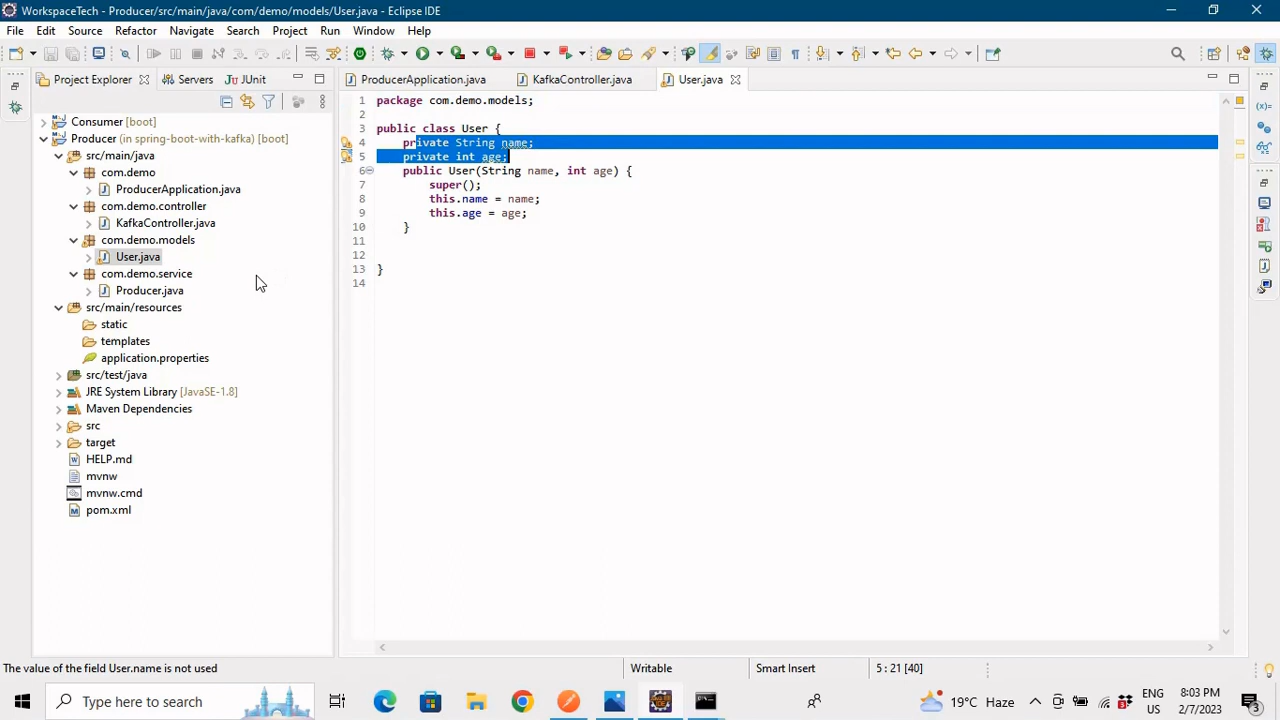 WorkspaceTech - Producer/src/main/java/com/demo/models/User.java - Eclipse IDE
File Edit Source Refactor Navigate Search Project Run Window Help
Project Explorer Servers JUnit
ProducerApplication.java KafkaController.java User.java
Consumer [boot]
Producer (in spring-boot-with-kafka) [boot]
src/main/java
com.demo
ProducerApplication.java
com.demo.controller
KafkaController.java
com.demo.models
User.java
com.demo.service
Producer.java
src/main/resources
static
templates
application.properties
src/test/java
JRE System Library [JavaSE-1.8]
Maven Dependencies
src
target
HELP.md
mvnw
mvnw.cmd
pom.xml
1 package com.demo.models;
2
3 public class User {
4 private String name;
5 private int age;
6 public User(String name, int age) {
7 super();
8 this.name = name;
9 this.age = age;
10 }
11
12
13 }
14
The value of the field User.name is not used Writable Smart Insert 5 : 21 [40]
Type here to search 19°C Haze ENG US 8:03 PM 2/7/2023 3